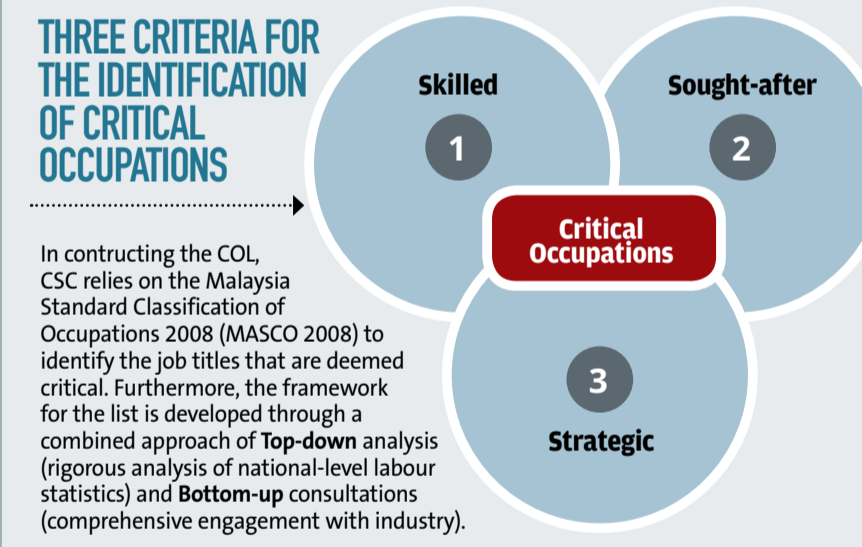 THREE CRITERIA FOR
THE IDENTIFICATION
OF CRITICAL
OCCUPATIONS
In contructing the COL,
CSC relies on the Malaysia
Standard Classification of
Occupations 2008 (MASCO 2008) to
identify the job titles that are deemed
critical. Furthermore, the framework
for the list is developed through a
combined approach of Top-down analysis
(rigorous analysis of national-level labour
statistics) and Bottom-up consultations
(comprehensive engagement with industry).
Skilled
1
Sought-after
2
Critical
Occupations
3
Strategic